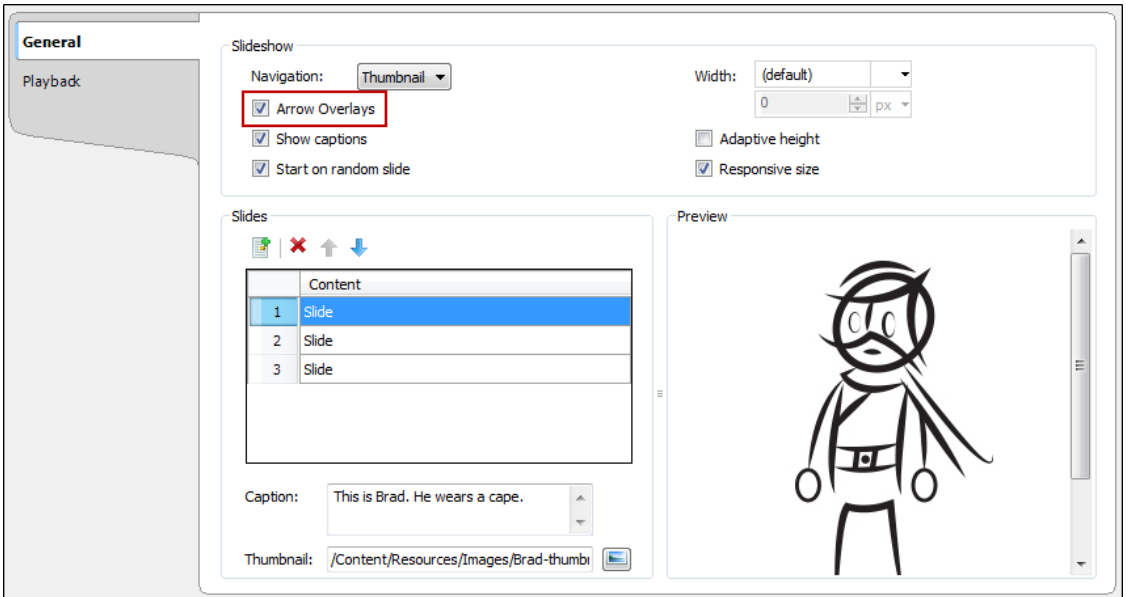 General
Playback
Slideshow
Navigation: Thumbnail
Width: (default)
Arrow Overlays
0 px
Show captions
Adaptive height
Start on random slide
Responsive size
Slides
Preview
Content
1 Slide
2 Slide
3 Slide
Caption: This is Brad. He wears a cape.
Thumbnail: /Content/Resources/Images/Brad-thumb